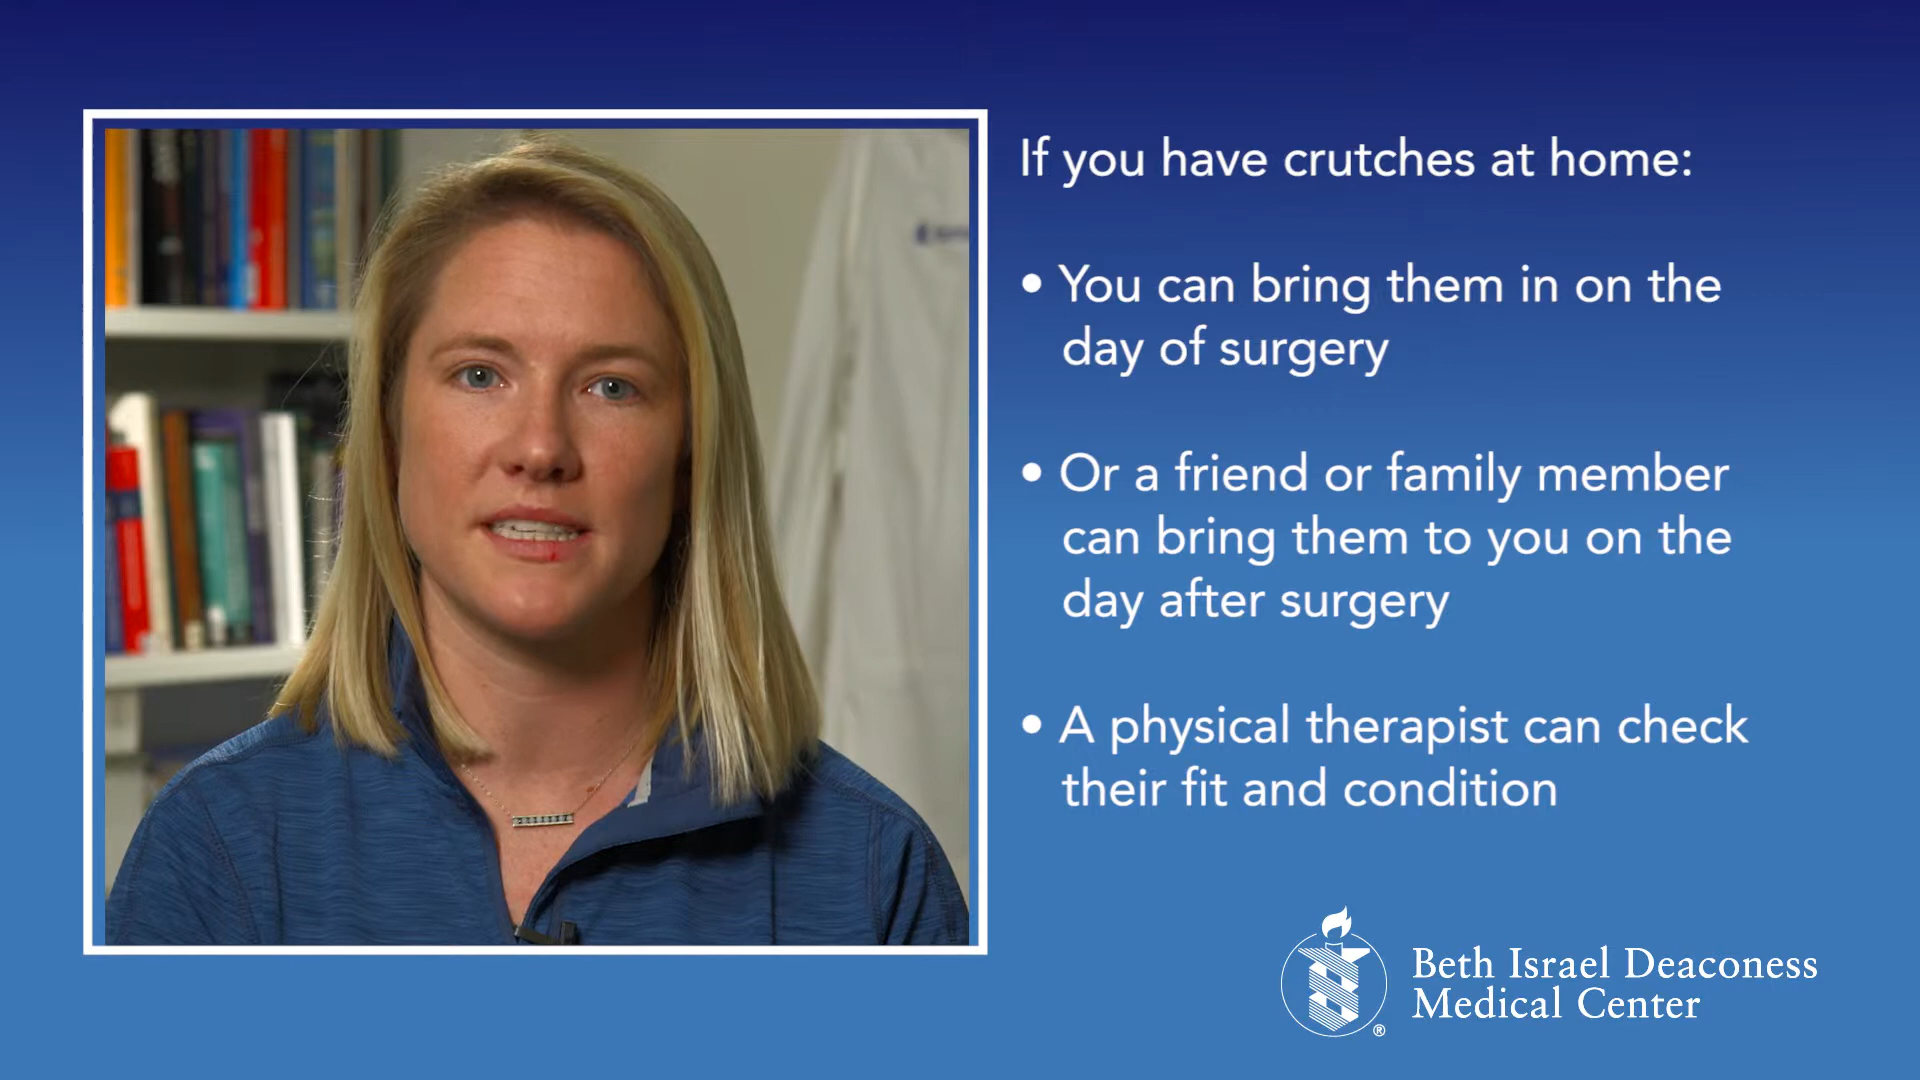 If you have crutches at home:
• You can bring them in on the
day of surgery
• Or a friend or family member
can bring them to you on the
day after surgery
• A physical therapist can check
their fit and condition
Beth Israel Deaconess
Medical Center
®